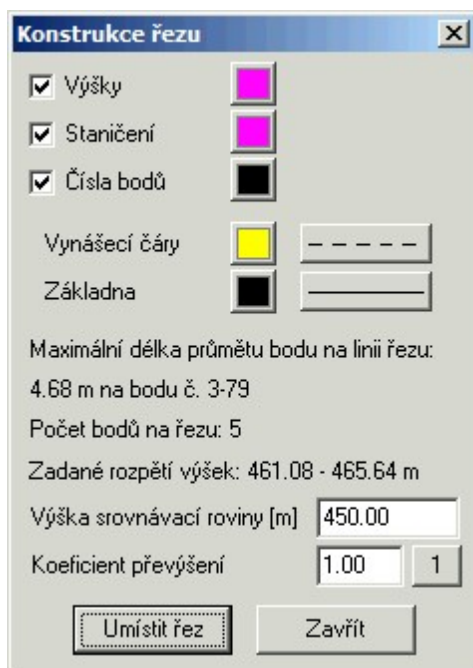 Konstrukce řezu
Výšky
Staničení
Čísla bodů
Vynášecí čáry
Základna
Maximální délka průmětu bodu na linii řezu:
4.68 m na bodu č. 3-79
Počet bodů na řezu: 5
Zadané rozpětí výšek: 461.08 - 465.64 m
Výška srovnávací roviny [m] 450.00
Koeficient převýšení 1.00 1
Umístit řez Zavřít